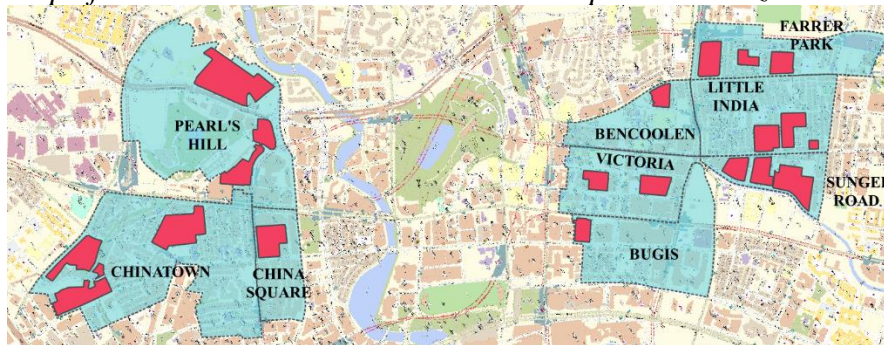 FARRER
PARK
LITTLE
INDIA
PEARL'S
HILL
BENCOOLEN
VICTORIA
SUNGEI
ROAD
CHINATOWN
CHINA
SQUARE
BUGIS